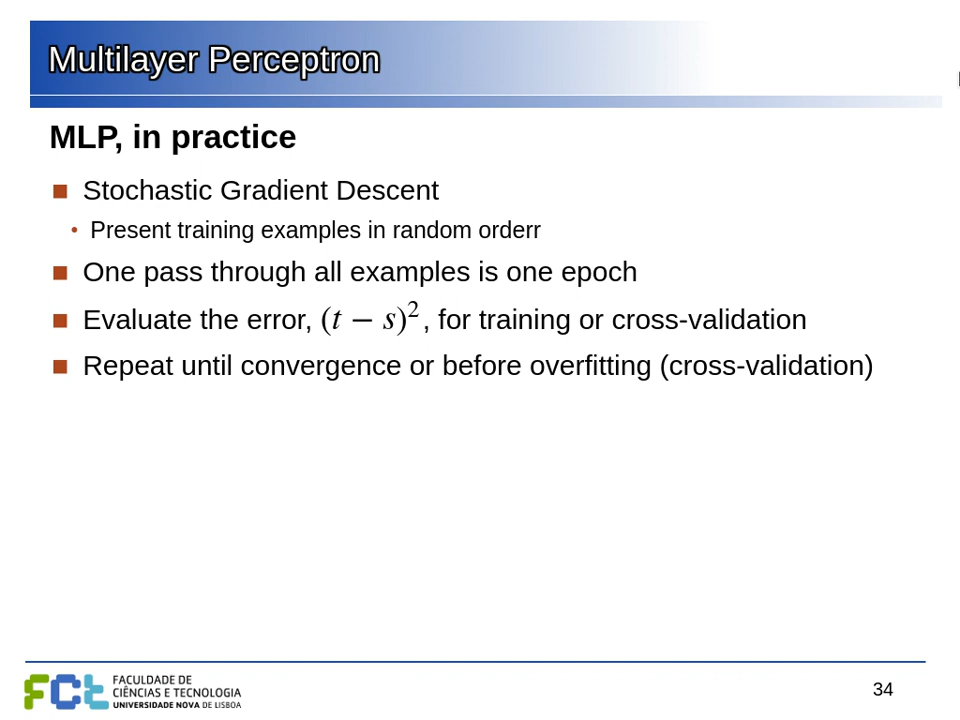 Multilayer Perceptron
MLP, in practice
Stochastic Gradient Descent
Present training examples in random orderr
One pass through all examples is one epoch
Evaluate the error, (t − s)², for training or cross-validation
Repeat until convergence or before overfitting (cross-validation)
FCt
FACULDADE DE
CIÊNCIAS E TECNOLOGIA
UNIVERSIDADE NOVA DE LISBOA
34